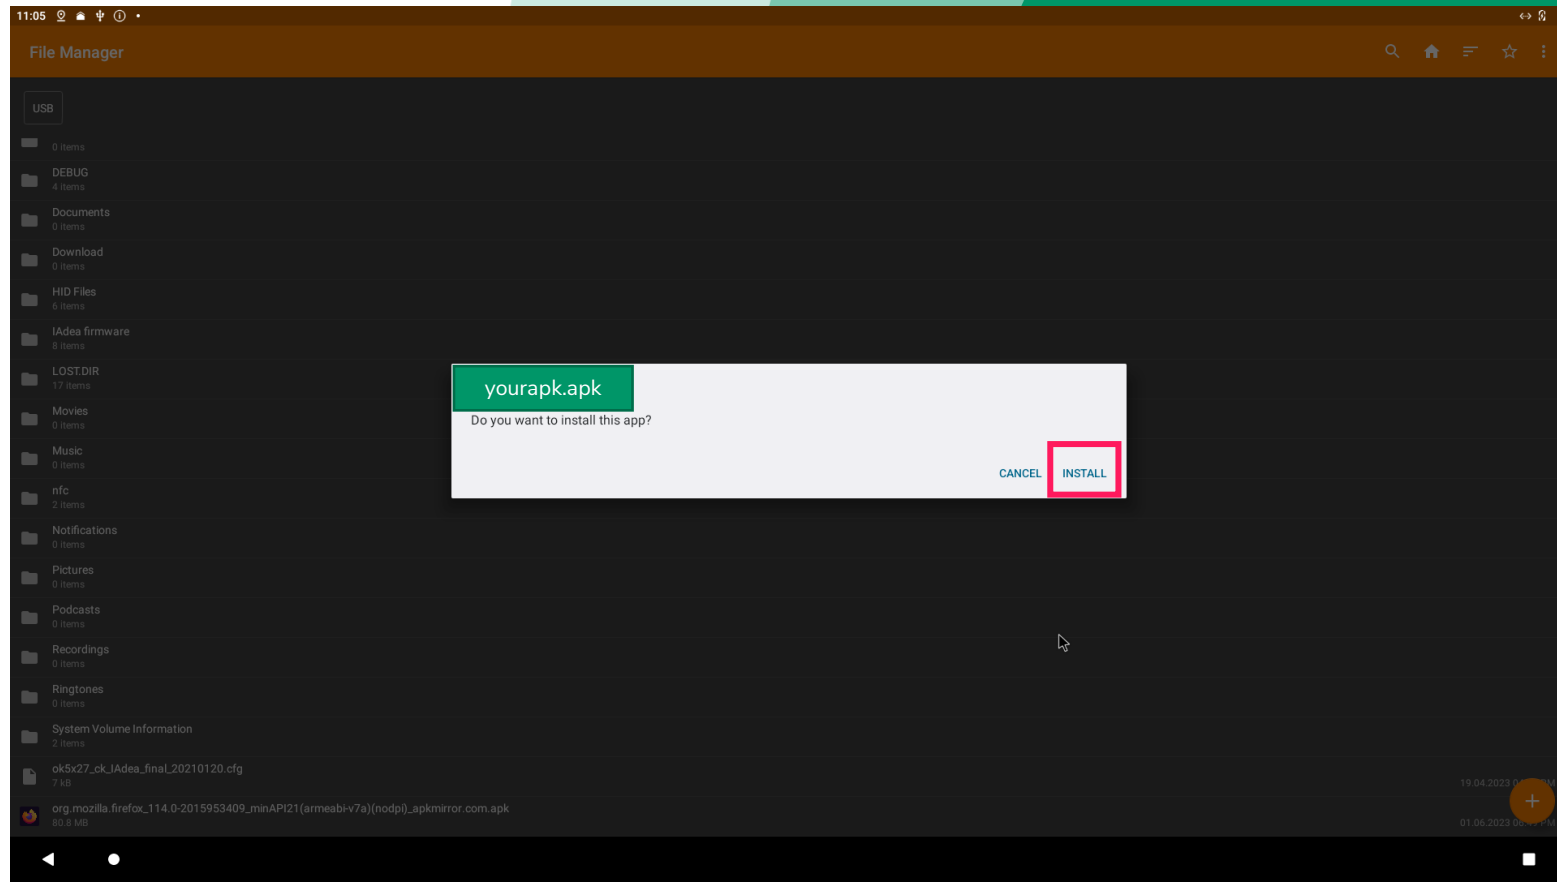 11:05
File Manager
USB
0 items
DEBUG
4 items
Documents
0 items
Download
0 items
HID Files
6 items
IAdea firmware
8 items
LOST.DIR
17 items
yourapk.apk
Do you want to install this app?
CANCEL INSTALL
Movies
0 items
Music
0 items
nfc
2 items
Notifications
0 items
Pictures
0 items
Podcasts
0 items
Recordings
0 items
Ringtones
0 items
System Volume Information
2 items
ok5x27_ck_IAdea_final_20210120.cfg
7 kB
19.04.2023
org.mozilla.firefox_114.0-2015953409_minAPI21(armeabi-v7a)(nodpi)_apkmirror.com.apk
80.8 MB
01.06.2023 PM